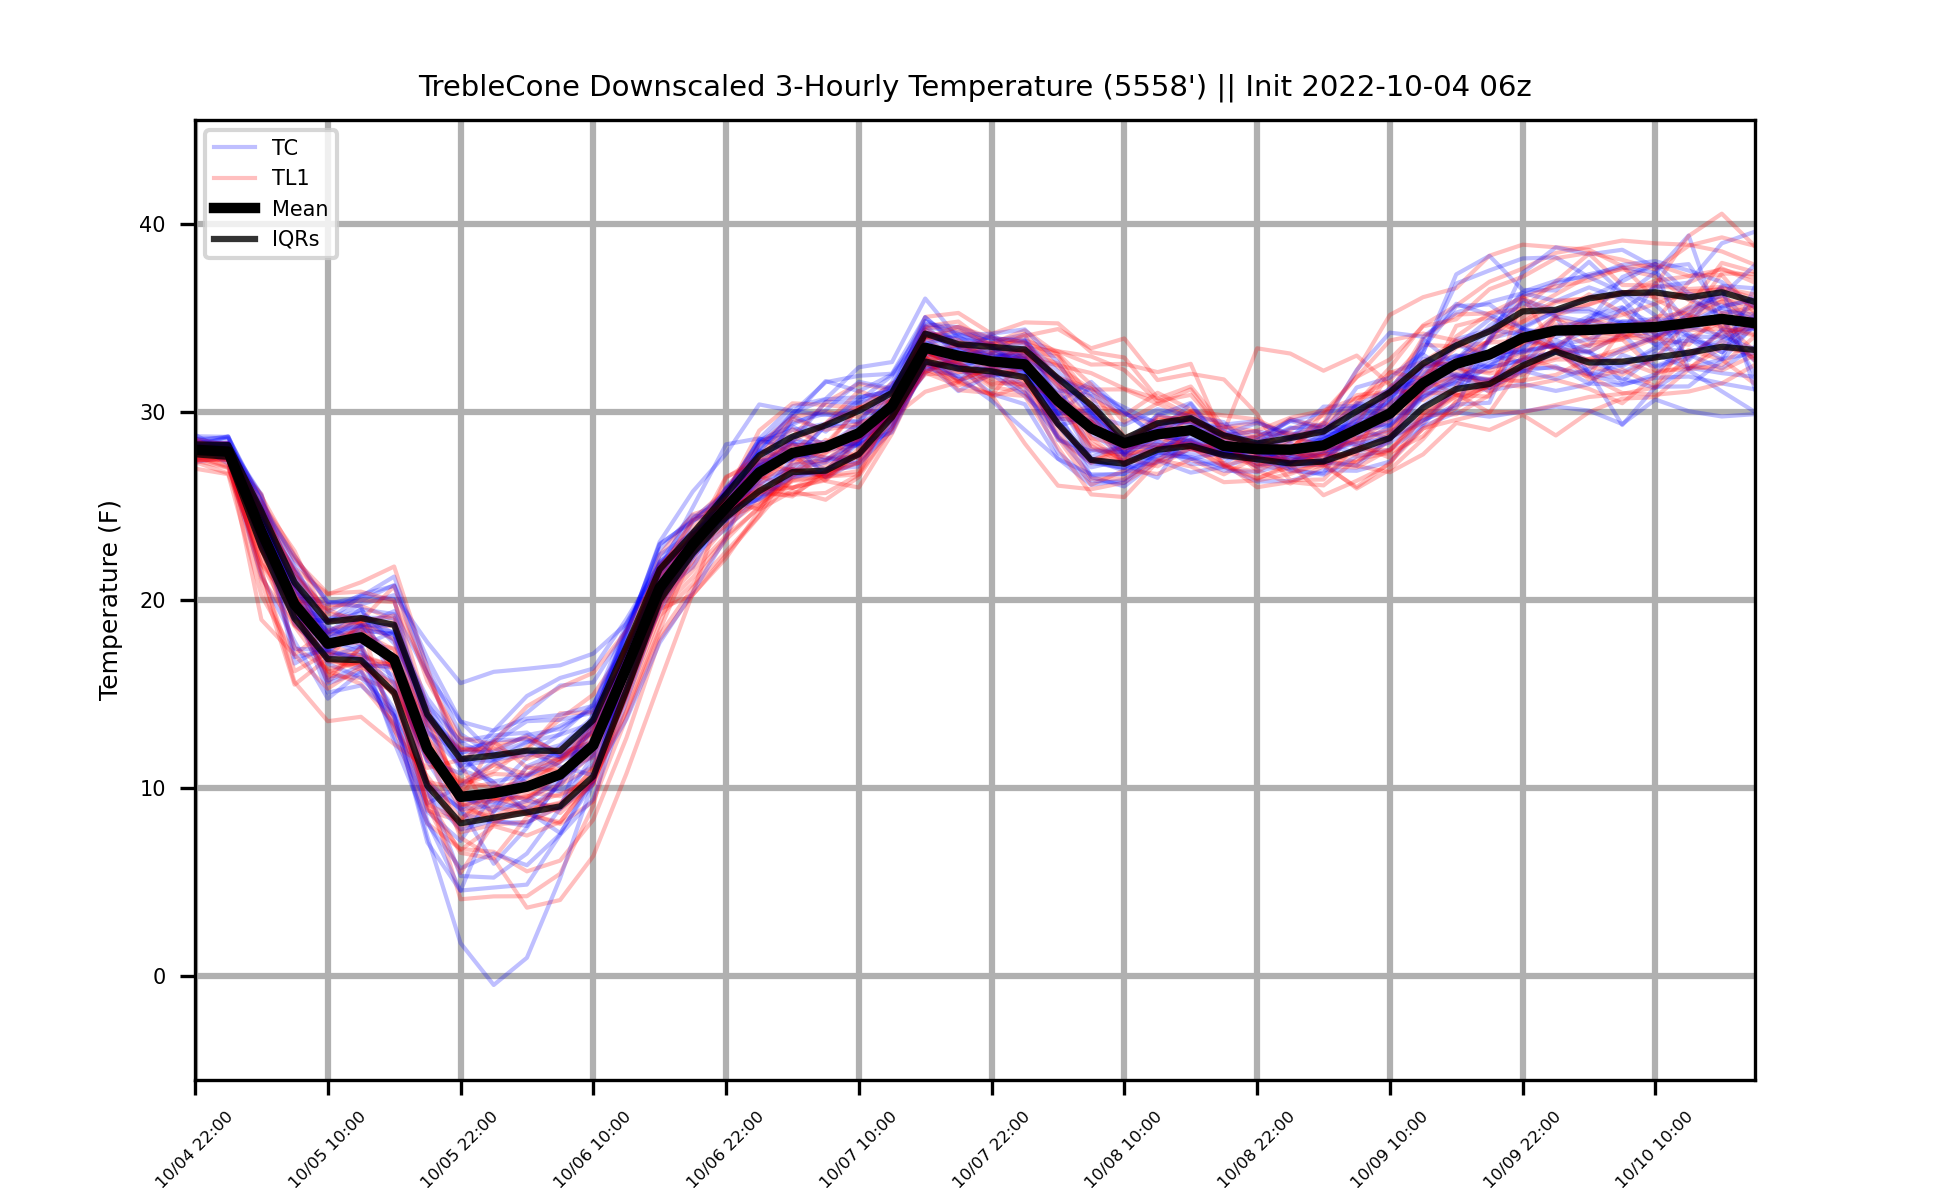 TrebleCone Downscaled 3-Hourly Temperature (5558') || Init 2022-10-04 06z
TC
TL1
Mean
IQRs
Temperature (F)
40
30
20
10
0
10/04 22:00
10/05 10:00
10/05 22:00
10/06 10:00
10/06 22:00
10/07 10:00
10/07 22:00
10/08 10:00
10/08 22:00
10/09 10:00
10/09 22:00
10/10 10:00